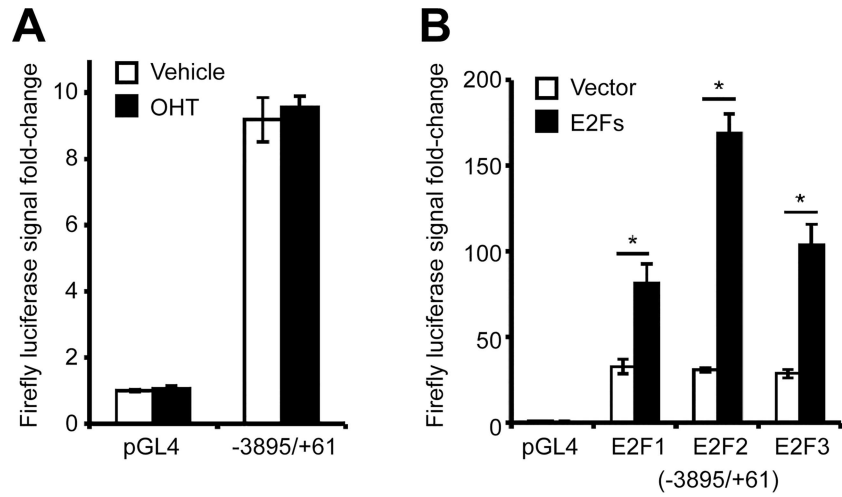 A
Firefly luciferase signal fold-change
Vehicle
OHT
10
8
6
4
2
0
pGL4
-3895/+61
B
Firefly luciferase signal fold-change
Vector
E2Fs
200
150
100
50
0
*
*
*
pGL4
E2F1
E2F2
E2F3
(-3895/+61)